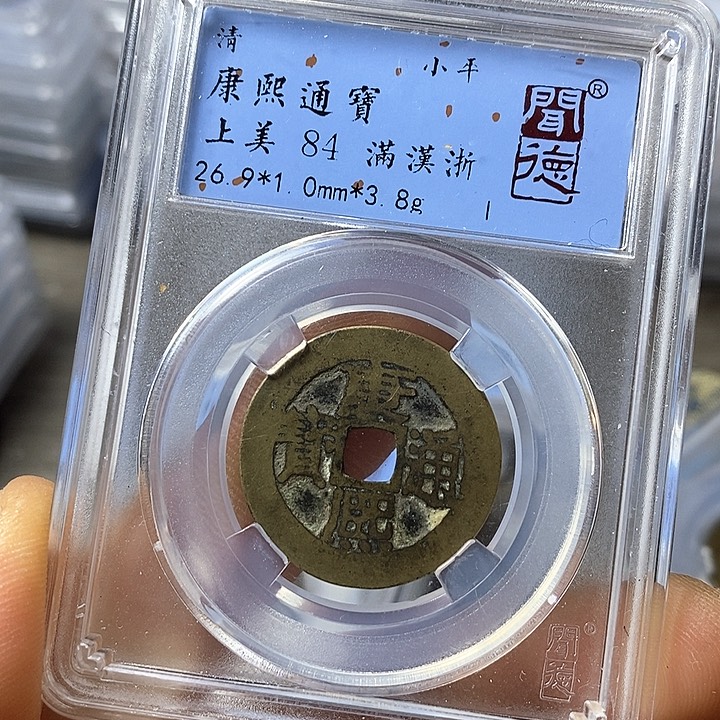 清
小平
康熙通寶
上美 84 滿漢浙
26.9*1.0mm*3.8g
聞德®
康熙通寶
聞德